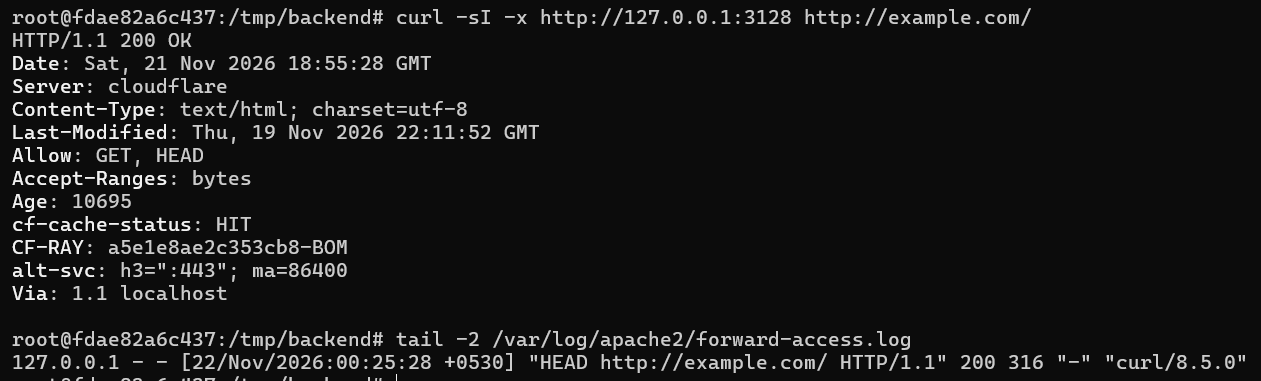 root@fdae82a6c437:/tmp/backend# curl -sI -x http://127.0.0.1:3128 http://example.com/
HTTP/1.1 200 OK
Date: Sat, 21 Nov 2026 18:55:28 GMT
Server: cloudflare
Content-Type: text/html; charset=utf-8
Last-Modified: Thu, 19 Nov 2026 22:11:52 GMT
Allow: GET, HEAD
Accept-Ranges: bytes
Age: 10695
cf-cache-status: HIT
CF-RAY: a5e1e8ae2c353cb8-BOM
alt-svc: h3=":443"; ma=86400
Via: 1.1 localhost
root@fdae82a6c437:/tmp/backend# tail -2 /var/log/apache2/forward-access.log
127.0.0.1 - - [22/Nov/2026:00:25:28 +0530] "HEAD http://example.com/ HTTP/1.1" 200 316 "-" "curl/8.5.0"
root@fdae82a6c437:/tmp/backend#